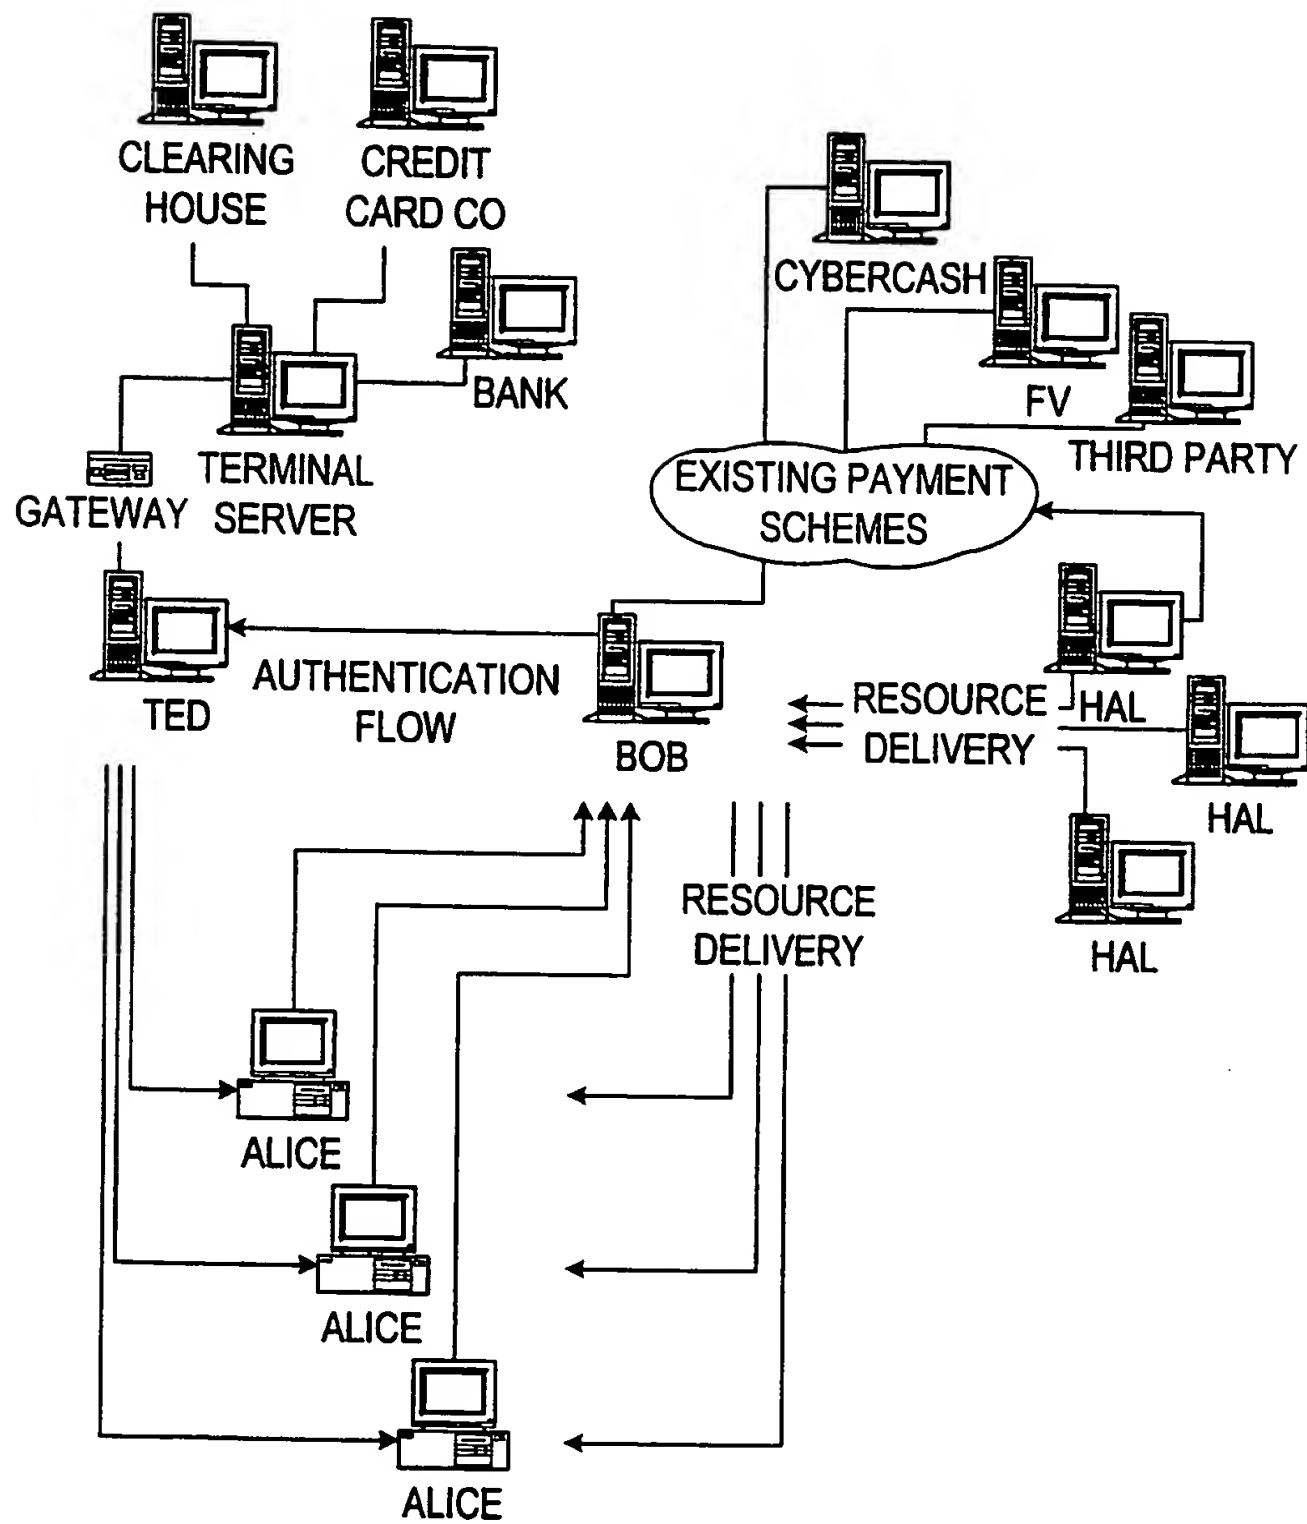 CLEARING
HOUSE
CREDIT
CARD CO
BANK
TERMINAL
SERVER
GATEWAY
TED
CYBERCASH
FV
THIRD PARTY
EXISTING PAYMENT
SCHEMES
AUTHENTICATION
FLOW
BOB
RESOURCE
DELIVERY
HAL
HAL
HAL
RESOURCE
DELIVERY
ALICE
ALICE
ALICE